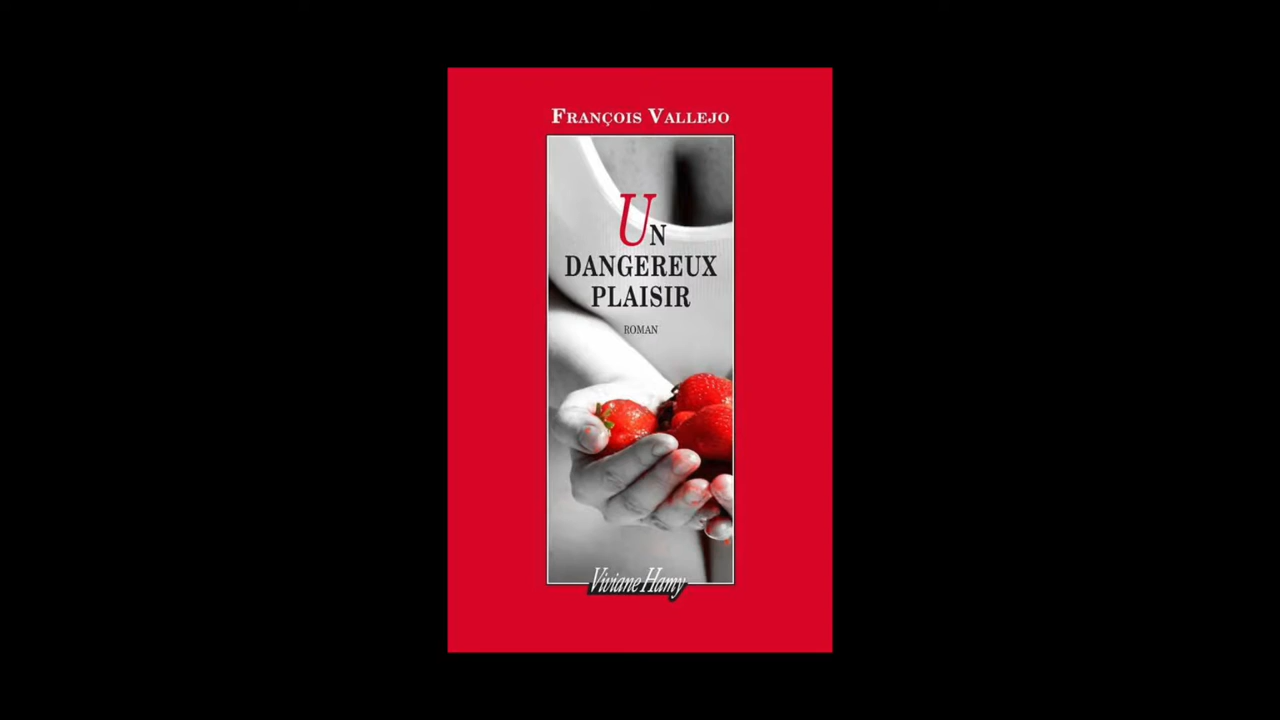 François Vallejo
Un
dangereux
plaisir
ROMAN
Viviane Hamy